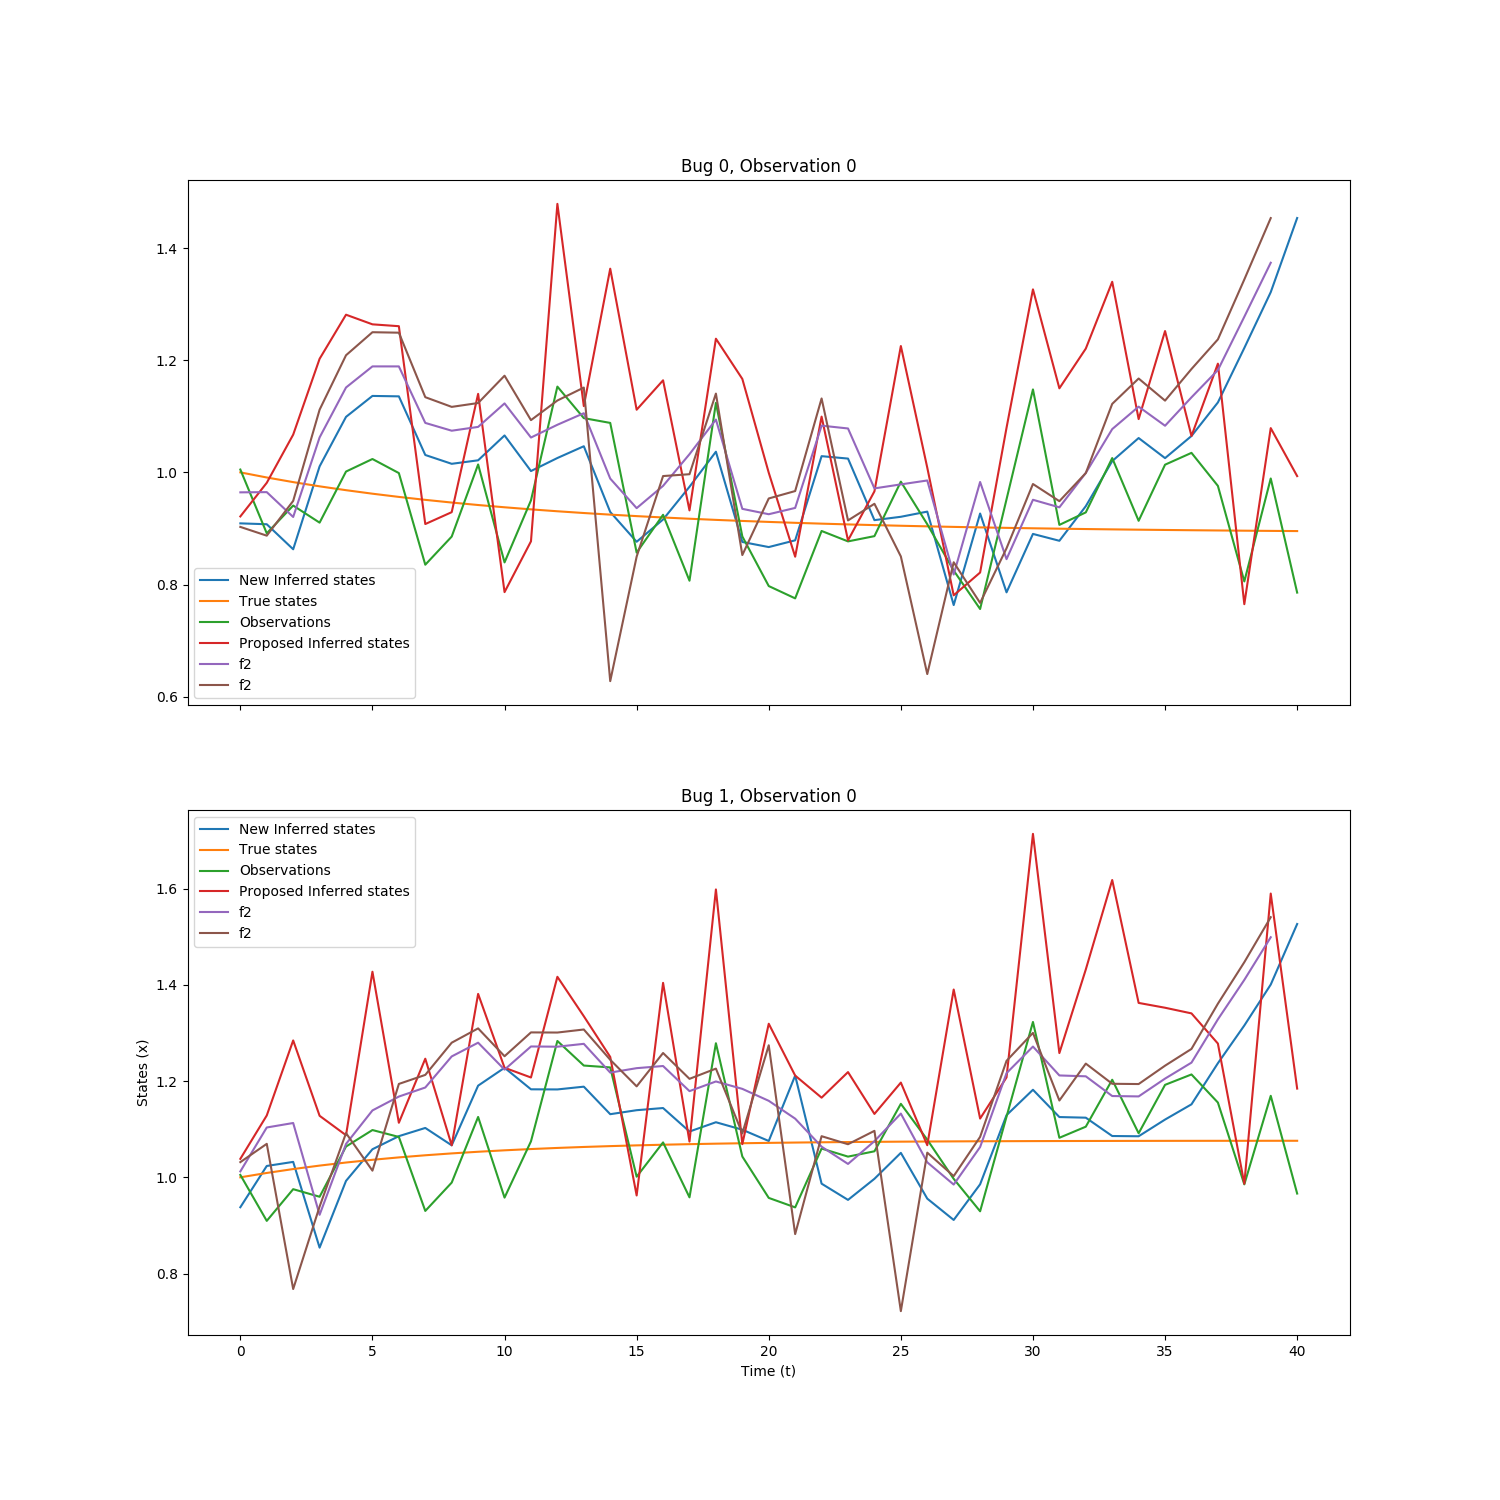 Bug 0, Observation 0
1.4
1.2
1.0
0.8
0.6
New Inferred states
True states
Observations
Proposed Inferred states
f2
f2
Bug 1, Observation 0
New Inferred states
True states
Observations
Proposed Inferred states
f2
f2
1.6
1.4
1.2
1.0
0.8
States (x)
0 5 10 15 20 25 30 35 40
Time (t)